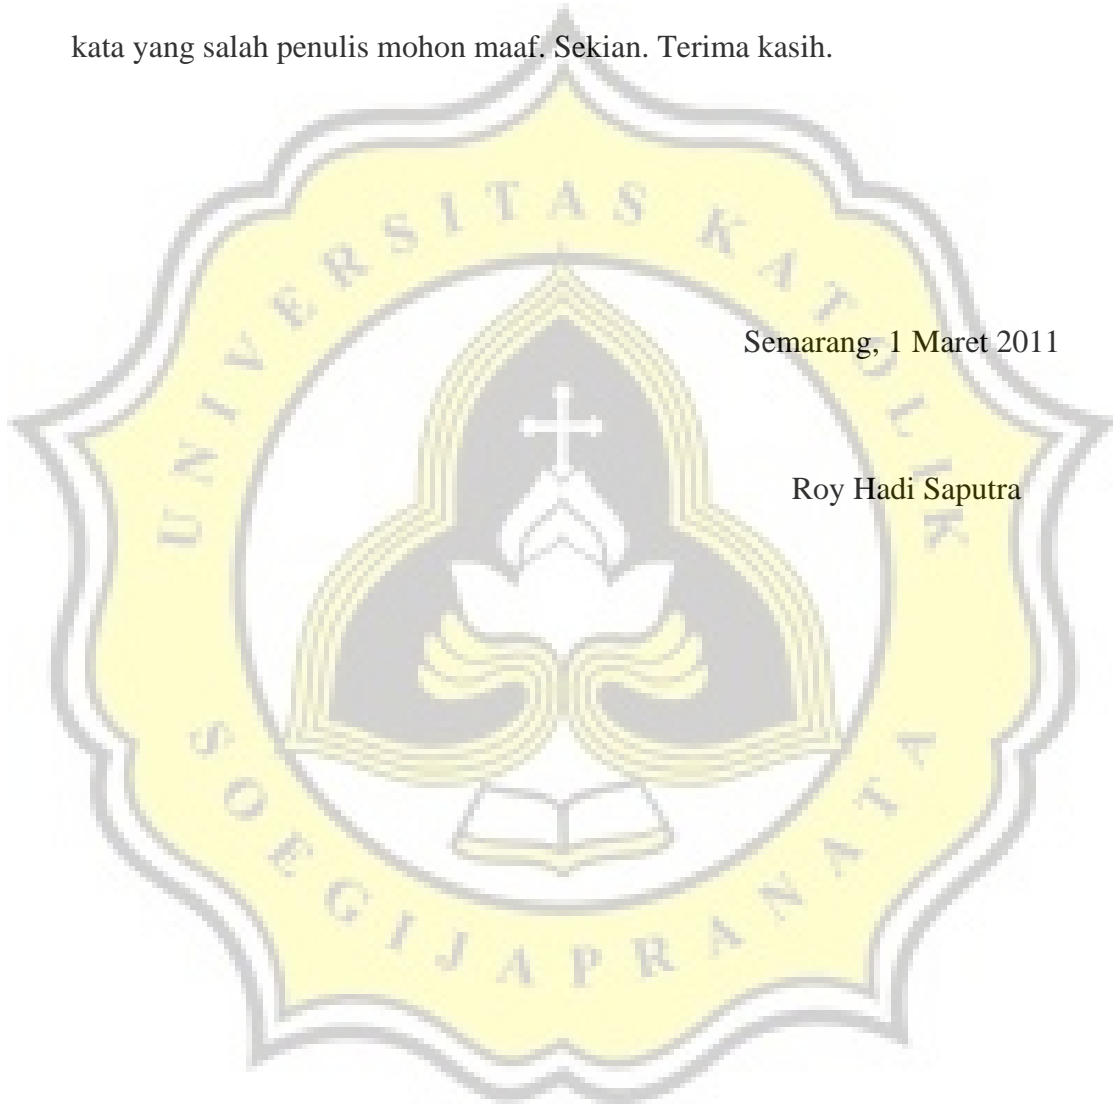 kata yang salah penulis mohon maaf. Sekian. Terima kasih.
UNIVERSITAS KATOLIK
Semarang, 1 Maret 2011
Roy Hadi Saputra
SOEGIJAPRANATA